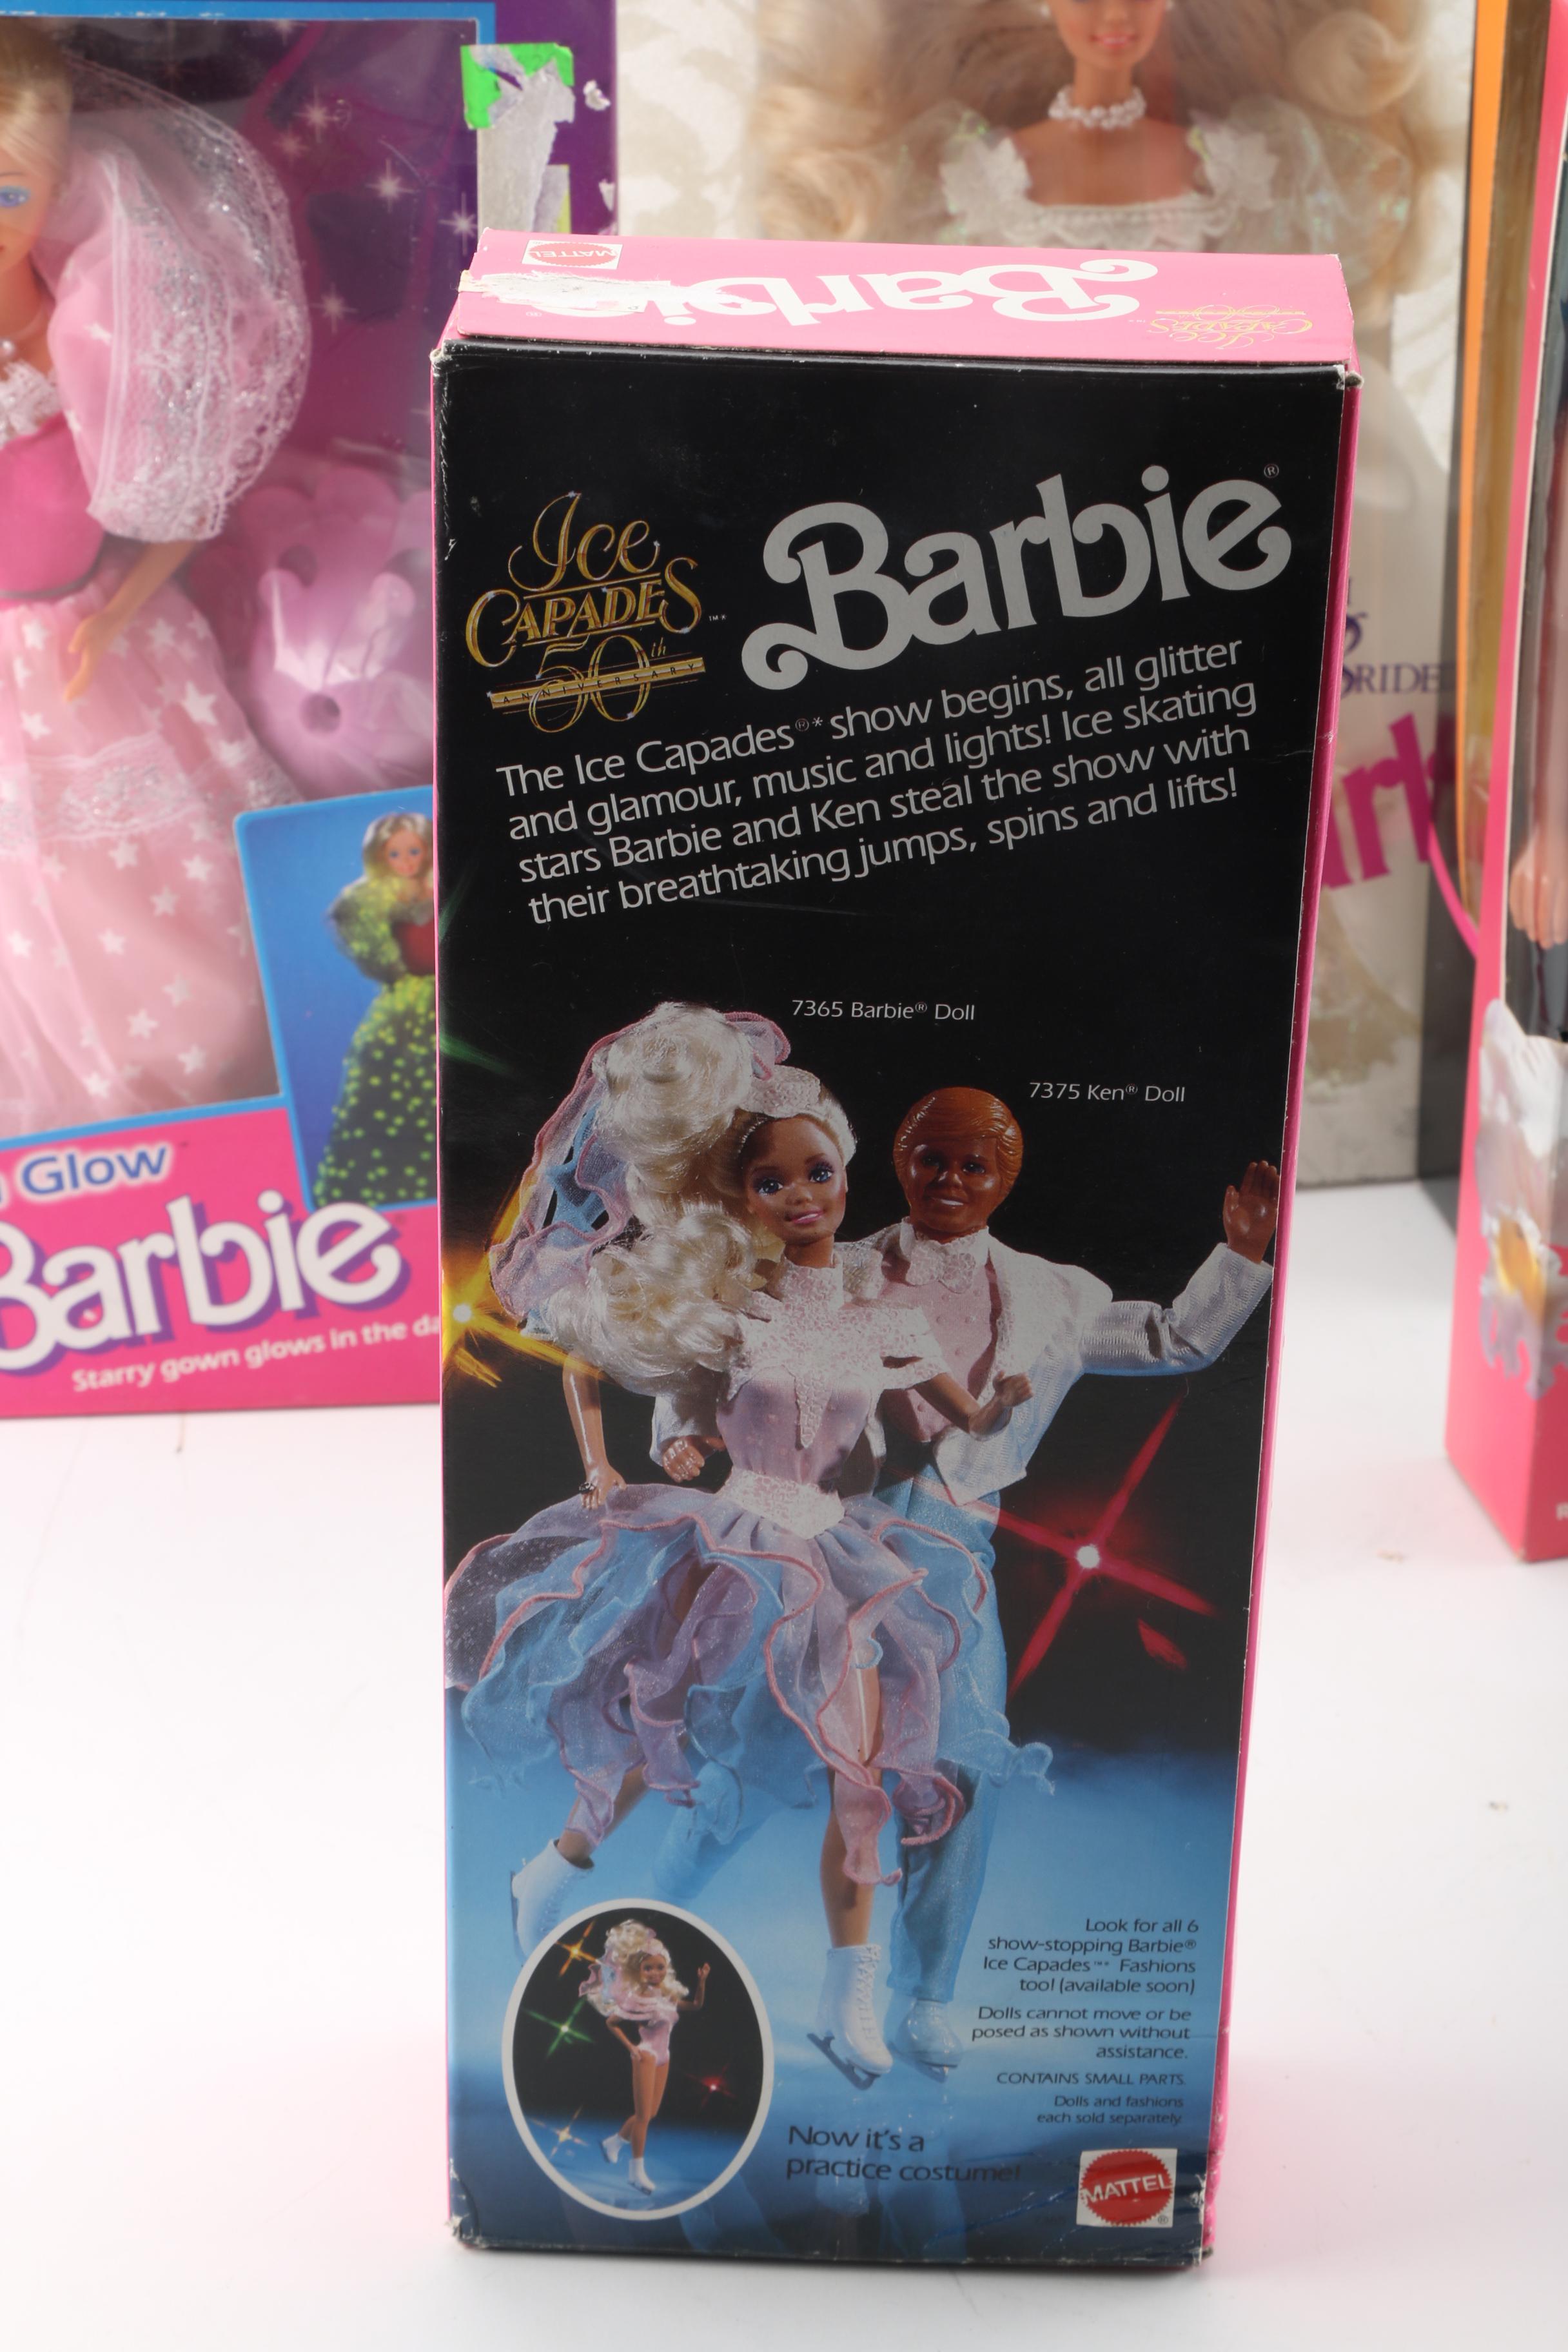 MATTEL
Barbie®
Ice
CAPADES
Ice
CAPADES™*
50th
ANNIVERSARY
Barbie®
The Ice Capades®* show begins, all glitter
and glamour, music and lights! Ice skating
stars Barbie and Ken steal the show with
their breathtaking jumps, spins and lifts!
7365 Barbie® Doll
7375 Ken® Doll
Look for all 6
show-stopping Barbie®
Ice Capades™* Fashions
too! (available soon)
Dolls cannot move or be
posed as shown without
assistance.
CONTAINS SMALL PARTS.
Dolls and fashions
each sold separately.
Now it's a
practice costume!
MATTEL®
Glow
Barbie
Starry gown glows in the da
RIDE